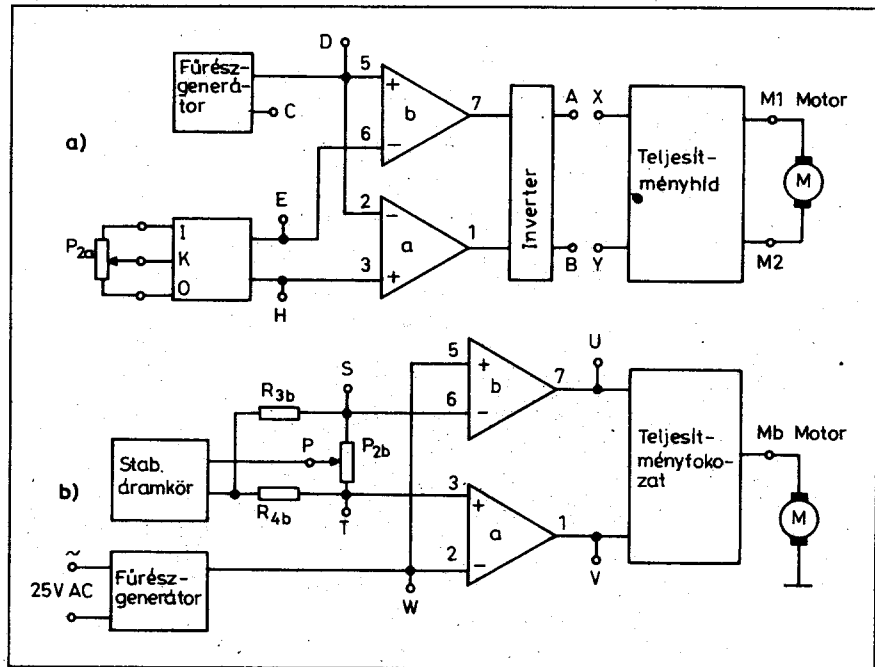 a)
Fűrész-
generá-
tor
C
D
5
+
b
7
6
−
E
2
−
a
1
3
+
H
P2a
I
K
O
Inverter
A
X
B
Y
Teljesít-
ményhíd
M1 Motor
M
M2
b)
Stab.
áramkör
R3b
R4b
S
P
P2b
T
5
+
b
7
6
−
U
3
+
a
1
2
−
V
W
~
25V AC
Fűrész-
generátor
Teljesít-
ményfoko-
zat
Mb Motor
M